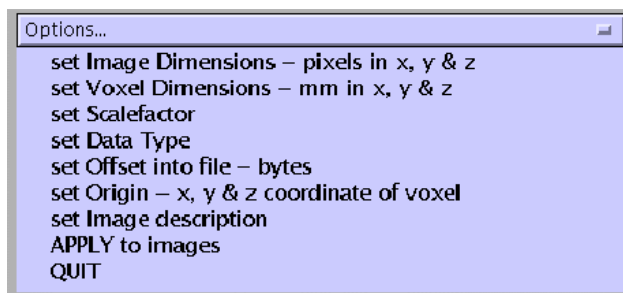 Options...
set Image Dimensions – pixels in x, y & z
set Voxel Dimensions – mm in x, y & z
set Scalefactor
set Data Type
set Offset into file – bytes
set Origin – x, y & z coordinate of voxel
set Image description
APPLY to images
QUIT